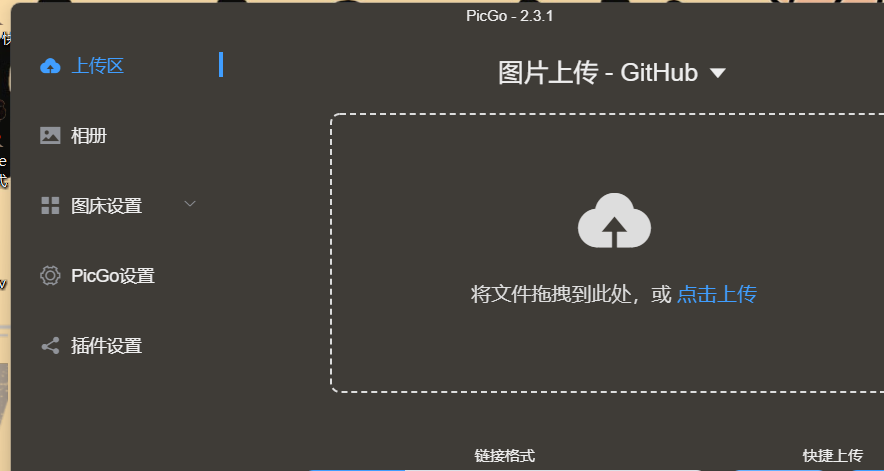 PicGo - 2.3.1
上传区
图片上传 - GitHub
相册
图床设置
PicGo设置
将文件拖拽到此处，或 点击上传
插件设置
链接格式
快捷上传